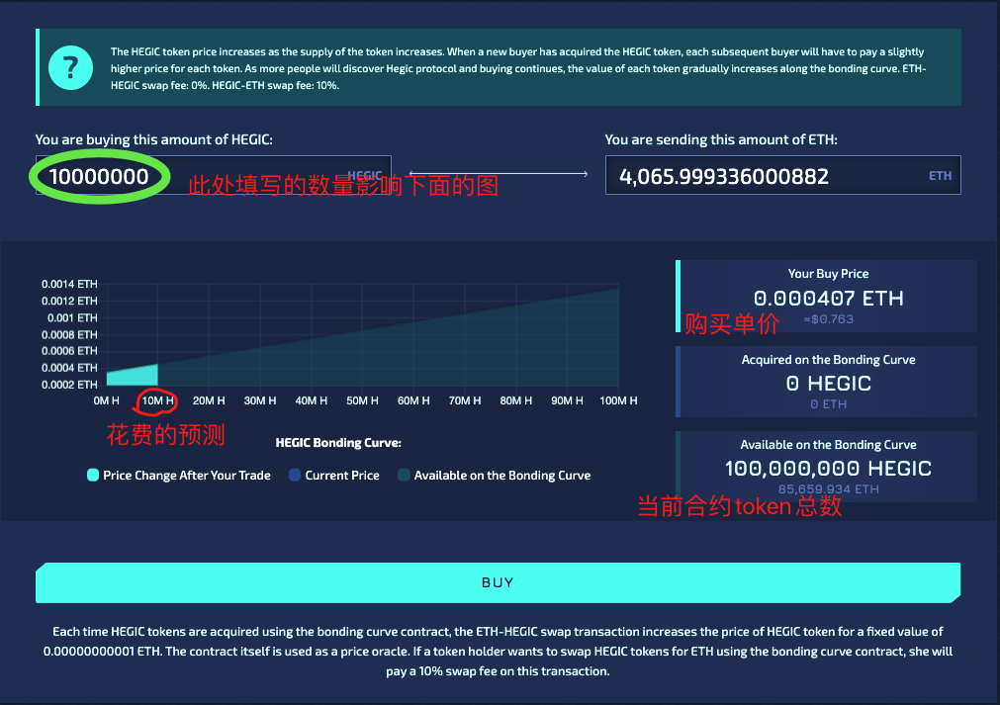 The HEGIC token price increases as the supply of the token increases. When a new buyer has acquired the HEGIC token, each subsequent buyer will have to pay a slightly
higher price for each token. As more people will discover Hegic protocol and buying continues, the value of each token gradually increases along the bonding curve. ETH-
HEGIC swap fee: 0%. HEGIC-ETH swap fee: 10%.
?
You are buying this amount of HEGIC:
10000000
HEGIC
此处填写的数量影响下面的图
You are sending this amount of ETH:
4,065.999336000882 ETH
0.0014 ETH
0.0012 ETH
0.001 ETH
0.0008 ETH
0.0006 ETH
0.0004 ETH
0.0002 ETH
0M H 10M H 20M H 30M H 40M H 50M H 60M H 70M H 80M H 90M H 100M H
花费的预测
HEGIC Bonding Curve:
Price Change After Your Trade Current Price Available on the Bonding Curve
Your Buy Price
0.000407 ETH
≈$0.763
购买单价
Acquired on the Bonding Curve
0 HEGIC
0 ETH
Available on the Bonding Curve
100,000,000 HEGIC
85,659.934 ETH
当前合约token总数
BUY
Each time HEGIC tokens are acquired using the bonding curve contract, the ETH-HEGIC swap transaction increases the price of HEGIC token for a fixed value of
0.00000000001 ETH. The contract itself is used as a price oracle. If a token holder wants to swap HEGIC tokens for ETH using the bonding curve contract, she will
pay a 10% swap fee on this transaction.